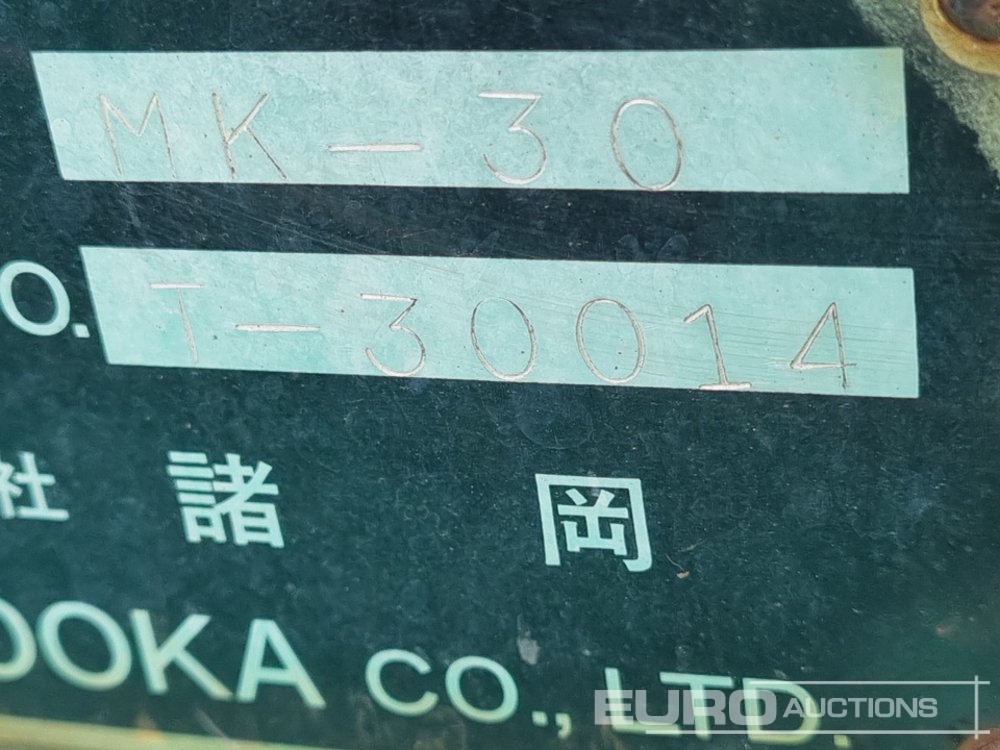 MK-30
O. T-30014
社 諸 岡
OOKA CO., LTD.
EURO AUCTIONS